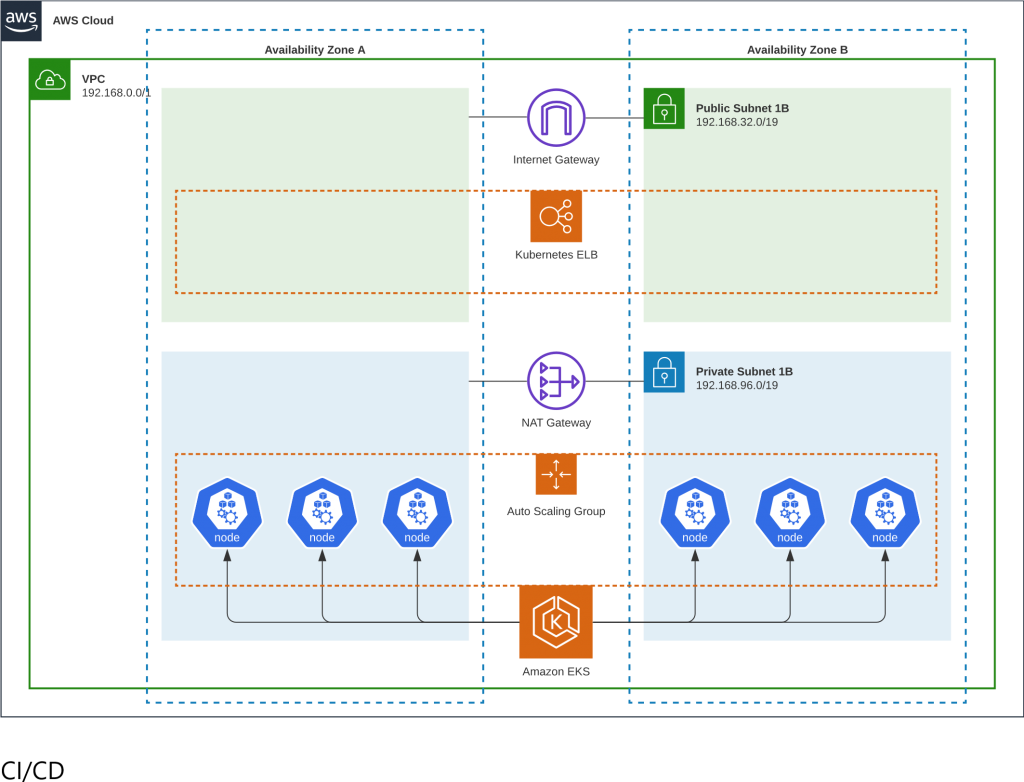 aws
AWS Cloud
Availability Zone A
Availability Zone B
VPC
192.168.0.0/1
Public Subnet 1B
192.168.32.0/19
Internet Gateway
Kubernetes ELB
Private Subnet 1B
192.168.96.0/19
NAT Gateway
Auto Scaling Group
node
node
node
node
node
node
K
Amazon EKS
CI/CD